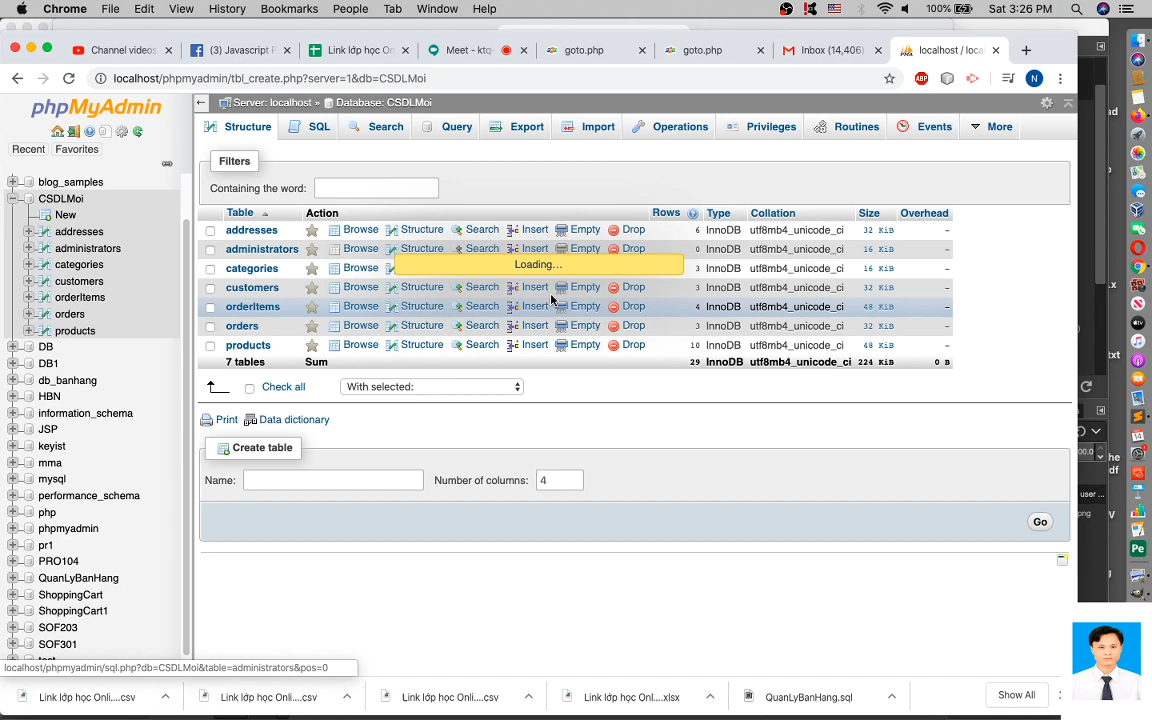 Chrome File Edit View History Bookmarks People Tab Window Help 100% Sat 3:26 PM
Channel videos (3) Javascript F Link lớp học On Meet - ktq- goto.php goto.php Inbox (14,406) localhost / loca
localhost/phpmyadmin/tbl_create.php?server=1&db=CSDLMoi ABP N
phpMyAdmin
Server: localhost » Database: CSDLMoi
Structure SQL Search Query Export Import Operations Privileges Routines Events More
Recent Favorites
Filters
Containing the word:
blog_samples
CSDLMoi
New
addresses
administrators
categories
customers
orderItems
orders
products
DB
DB1
db_banhang
HBN
information_schema
JSP
keyist
mma
mysql
performance_schema
php
phpmyadmin
pr1
PRO104
QuanLyBanHang
ShoppingCart
ShoppingCart1
SOF203
SOF301
Table Action Rows Type Collation Size Overhead
addresses Browse Structure Search Insert Empty Drop 6 InnoDB utf8mb4_unicode_ci 32 KiB –
administrators Browse Structure Search Insert Empty Drop 0 InnoDB utf8mb4_unicode_ci 16 KiB –
categories Browse 3 InnoDB utf8mb4_unicode_ci 16 KiB –
Loading…
customers Browse Structure Search Insert Empty Drop 3 InnoDB utf8mb4_unicode_ci 32 KiB –
orderItems Browse Structure Search Insert Empty Drop 4 InnoDB utf8mb4_unicode_ci 48 KiB –
orders Browse Structure Search Insert Empty Drop 3 InnoDB utf8mb4_unicode_ci 32 KiB –
products Browse Structure Search Insert Empty Drop 10 InnoDB utf8mb4_unicode_ci 48 KiB –
7 tables Sum 29 InnoDB utf8mb4_unicode_ci 224 KiB 0 B
Check all With selected:
Print Data dictionary
Create table
Name: Number of columns: 4
Go
localhost/phpmyadmin/sql.php?db=CSDLMoi&table=administrators&pos=0
Link lớp học Onli....csv Link lớp học Onli....csv Link lớp học Onli....csv Link lớp học Onl....xlsx QuanLyBanHang.sql Show All